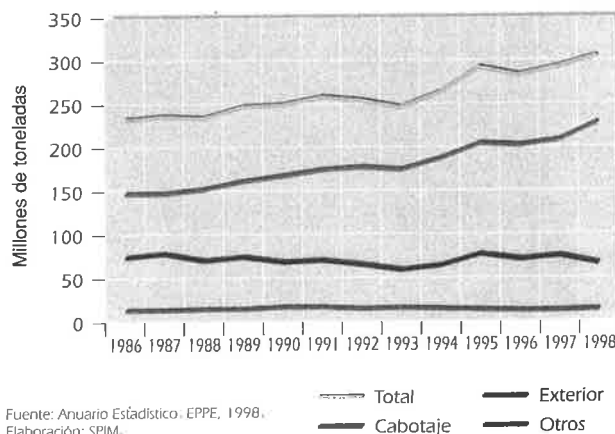 350
300
250
200
150
100
50
0
Millones de toneladas
1986 1987 1988 1989 1990 1991 1992 1993 1994 1995 1996 1997 1998
Total
Exterior
Cabotaje
Otros
Fuente: Anuario Estadístico. EPPE, 1998.
Elaboración: SPIM.